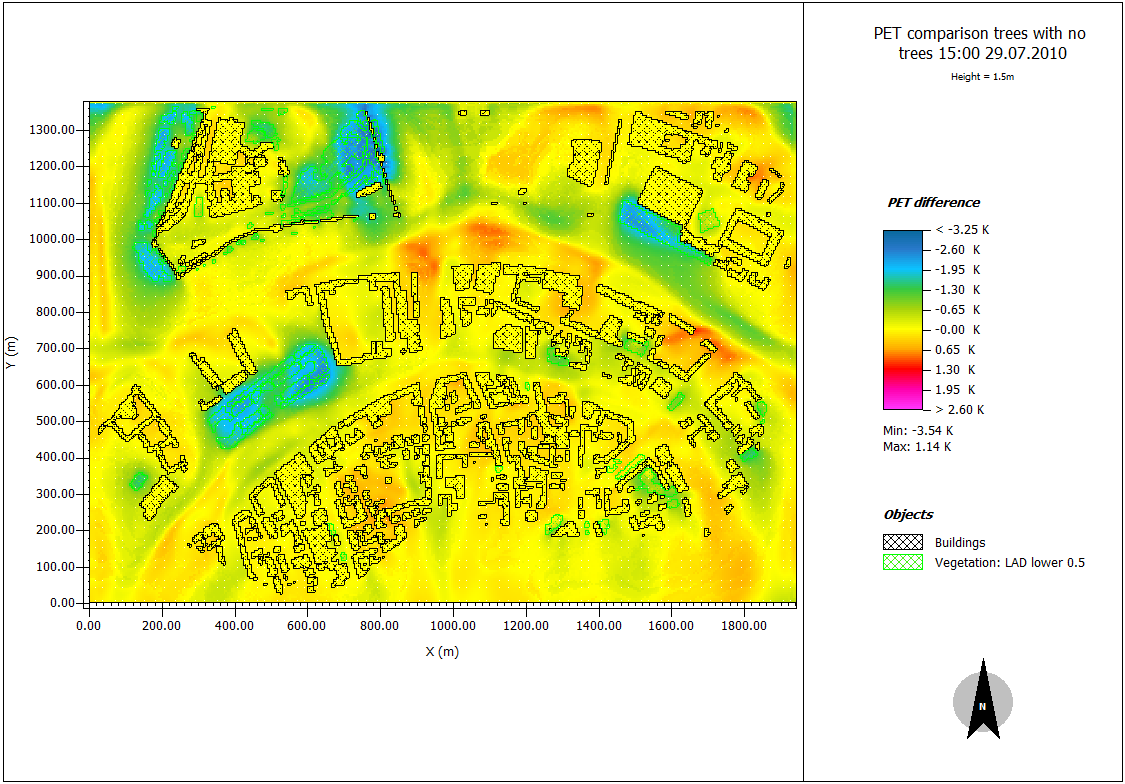 PET comparison trees with no
trees 15:00 29.07.2010
Height = 1.5m
1300.00
1200.00
1100.00
1000.00
900.00
800.00
700.00
600.00
500.00
400.00
300.00
200.00
100.00
0.00
Y (m)
0.00 200.00 400.00 600.00 800.00 1000.00 1200.00 1400.00 1600.00 1800.00
X (m)
PET difference
< -3.25 K
-2.60 K
-1.95 K
-1.30 K
-0.65 K
-0.00 K
0.65 K
1.30 K
1.95 K
> 2.60 K
Min: -3.54 K
Max: 1.14 K
Objects
Buildings
Vegetation: LAD lower 0.5
N